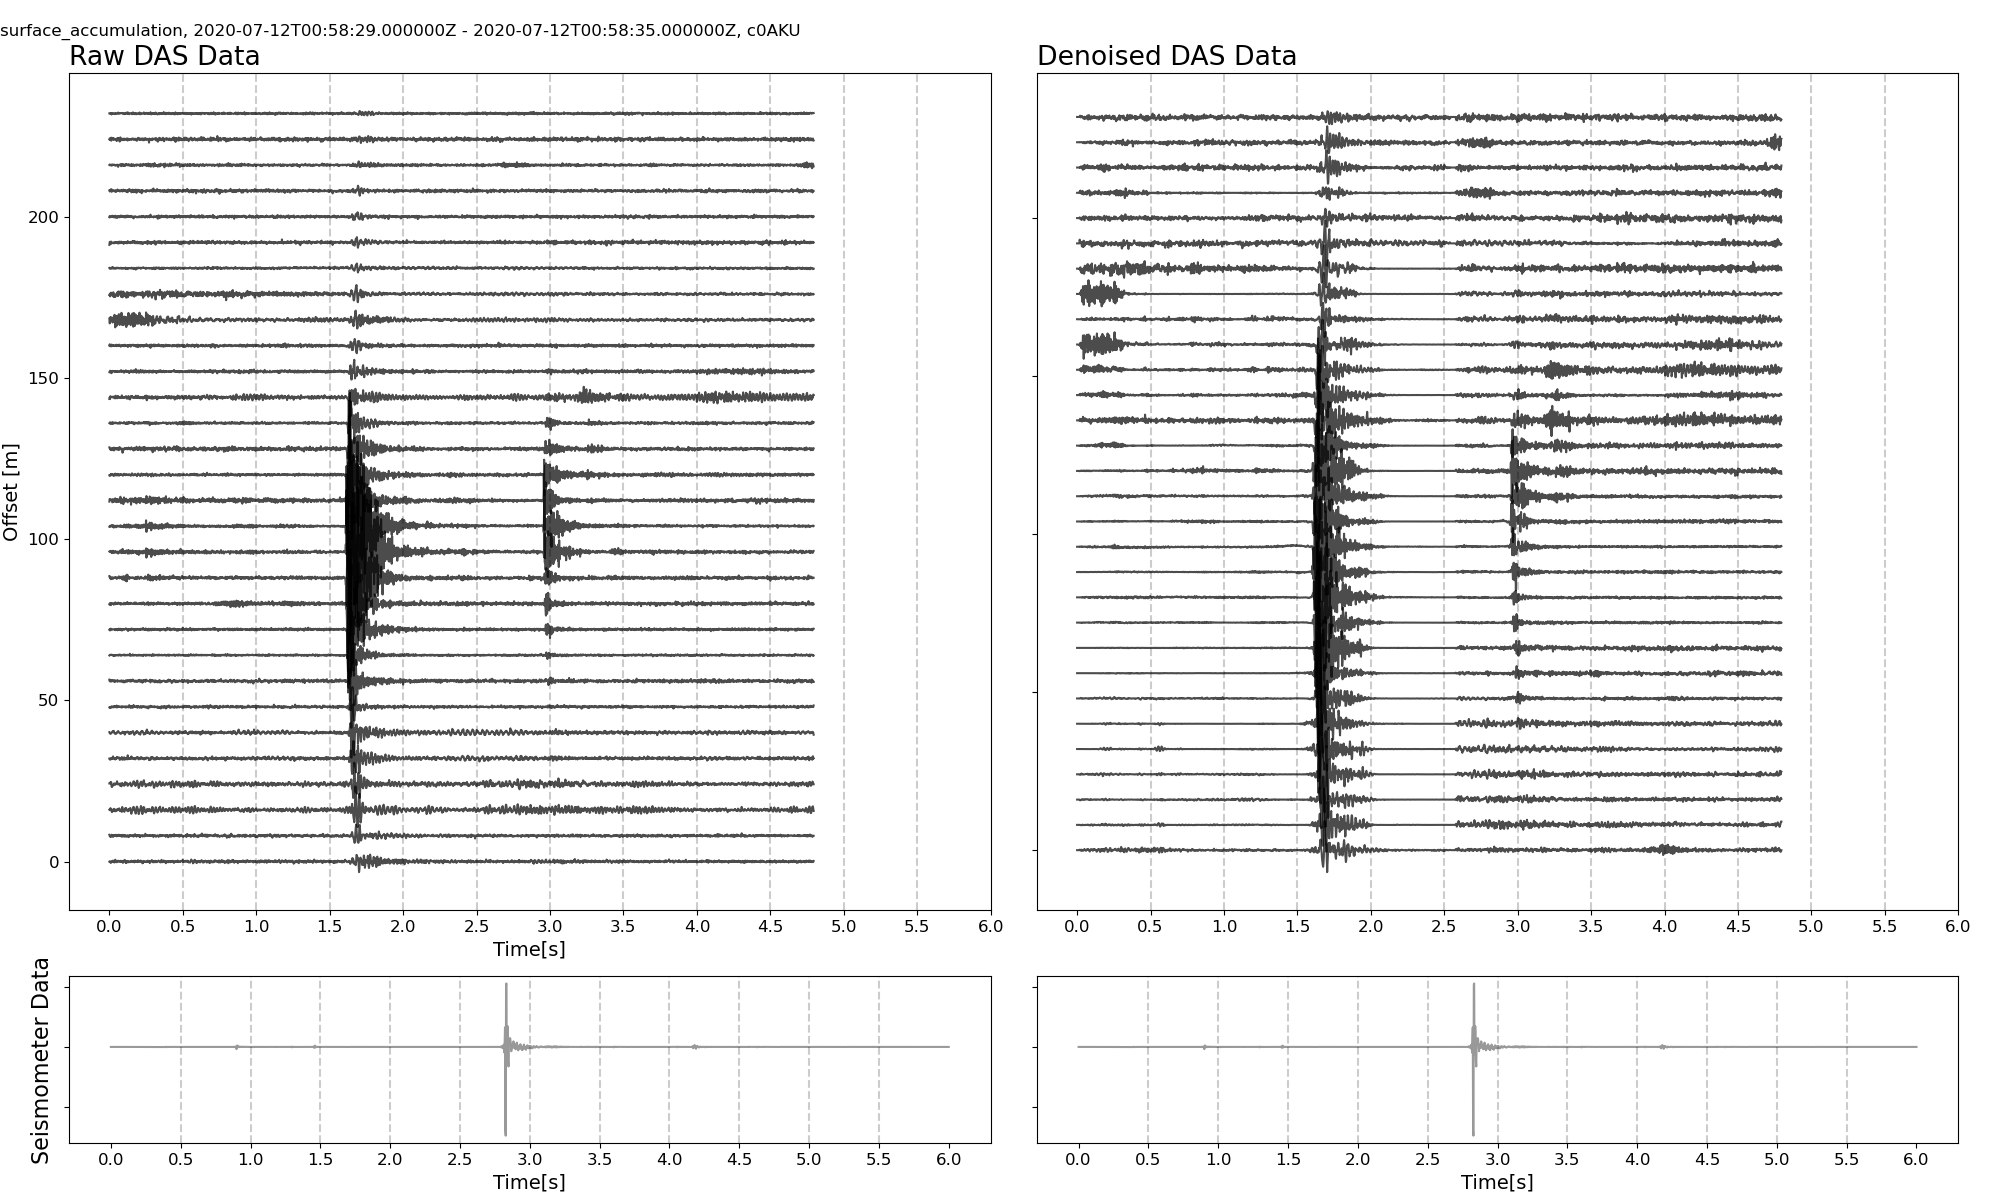 surface_accumulation, 2020-07-12T00:58:29.000000Z - 2020-07-12T00:58:35.000000Z, c0AKU
Raw DAS Data
Denoised DAS Data
Offset [m]
200
150
100
50
0
0.0 0.5 1.0 1.5 2.0 2.5 3.0 3.5 4.0 4.5 5.0 5.5 6.0
Time[s]
0.0 0.5 1.0 1.5 2.0 2.5 3.0 3.5 4.0 4.5 5.0 5.5 6.0
Seismometer Data
0.0 0.5 1.0 1.5 2.0 2.5 3.0 3.5 4.0 4.5 5.0 5.5 6.0
Time[s]
0.0 0.5 1.0 1.5 2.0 2.5 3.0 3.5 4.0 4.5 5.0 5.5 6.0
Time[s]